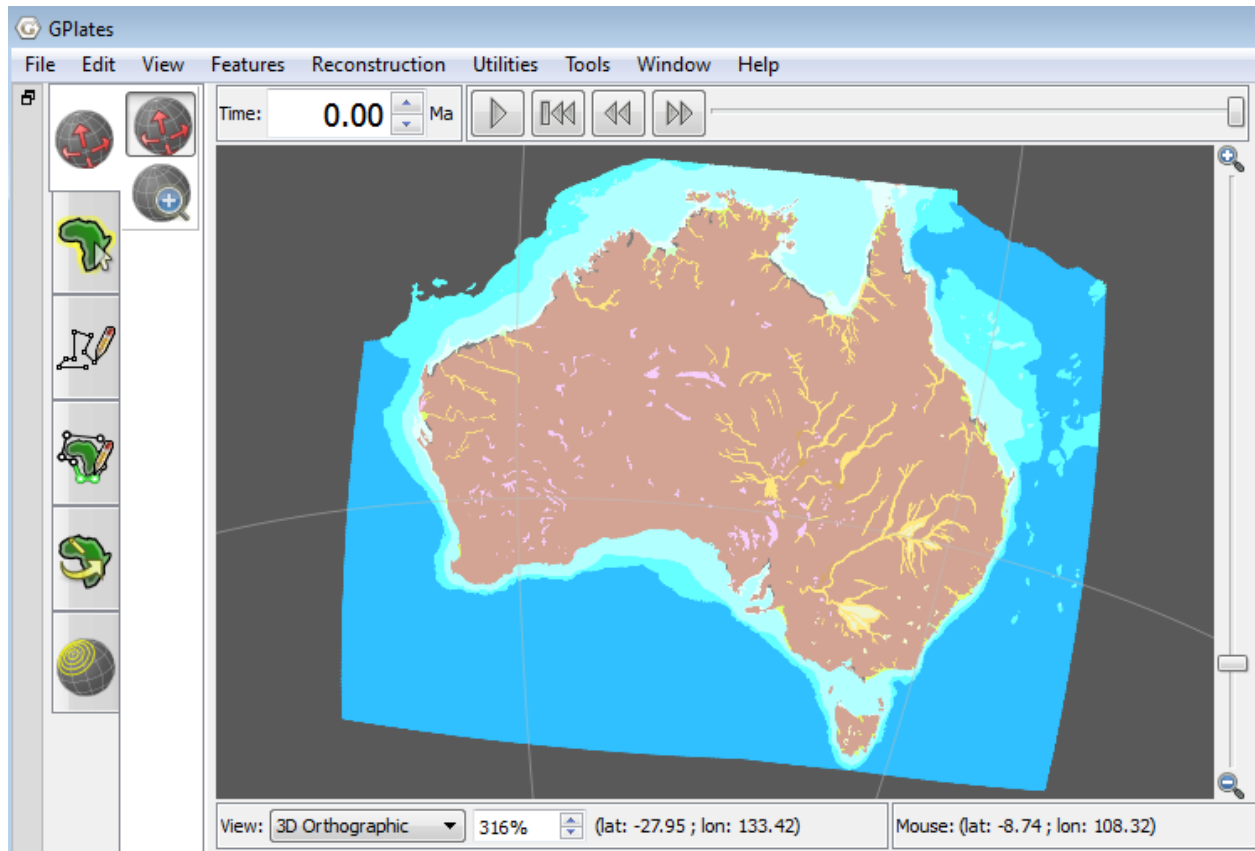 GPlates
File Edit View Features Reconstruction Utilities Tools Window Help
Time: 0.00 Ma
View: 3D Orthographic 316% (lat: -27.95 ; lon: 133.42) Mouse: (lat: -8.74 ; lon: 108.32)